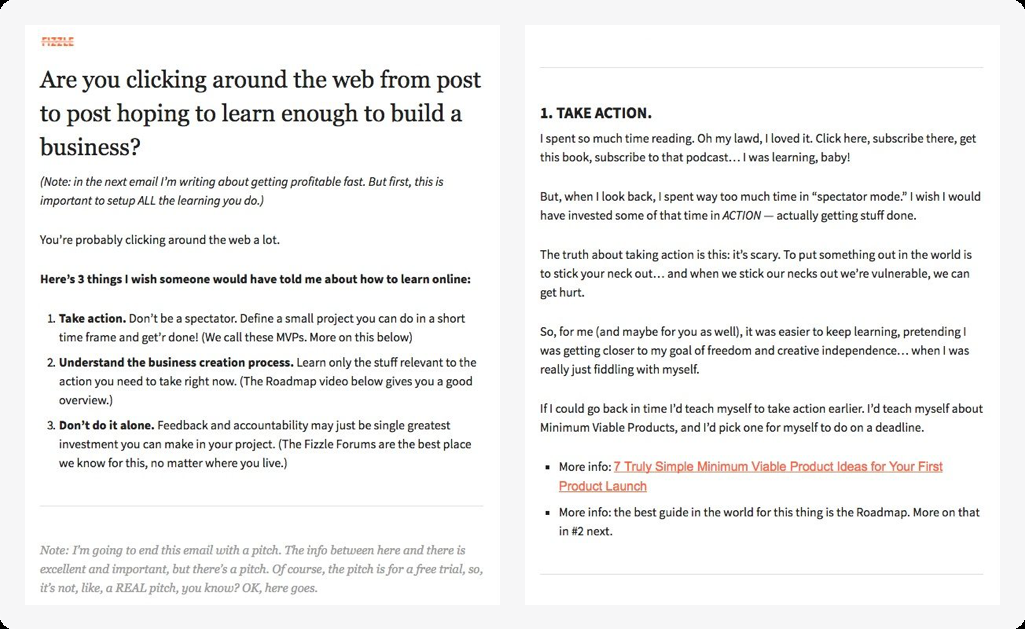 FIZZLE
Are you clicking around the web from post
to post hoping to learn enough to build a
business?
(Note: in the next email I'm writing about getting profitable fast. But first, this is
important to setup ALL the learning you do.)
You're probably clicking around the web a lot.
Here's 3 things I wish someone would have told me about how to learn online:
1. Take action. Don't be a spectator. Define a small project you can do in a short
time frame and get'r done! (We call these MVPs. More on this below)
2. Understand the business creation process. Learn only the stuff relevant to the
action you need to take right now. (The Roadmap video below gives you a good
overview.)
3. Don't do it alone. Feedback and accountability may just be single greatest
investment you can make in your project. (The Fizzle Forums are the best place
we know for this, no matter where you live.)
Note: I'm going to end this email with a pitch. The info between here and there is
excellent and important, but there's a pitch. Of course, the pitch is for a free trial, so,
it's not, like, a REAL pitch, you know? OK, here goes.
1. TAKE ACTION.
I spent so much time reading. Oh my lawd, I loved it. Click here, subscribe there, get
this book, subscribe to that podcast… I was learning, baby!
But, when I look back, I spent way too much time in “spectator mode.” I wish I would
have invested some of that time in ACTION — actually getting stuff done.
The truth about taking action is this: it's scary. To put something out in the world is
to stick your neck out… and when we stick our necks out we're vulnerable, we can
get hurt.
So, for me (and maybe for you as well), it was easier to keep learning, pretending I
was getting closer to my goal of freedom and creative independence… when I was
really just fiddling with myself.
If I could go back in time I'd teach myself to take action earlier. I'd teach myself about
Minimum Viable Products, and I'd pick one for myself to do on a deadline.
▪ More info: 7 Truly Simple Minimum Viable Product Ideas for Your First
Product Launch
▪ More info: the best guide in the world for this thing is the Roadmap. More on that
in #2 next.